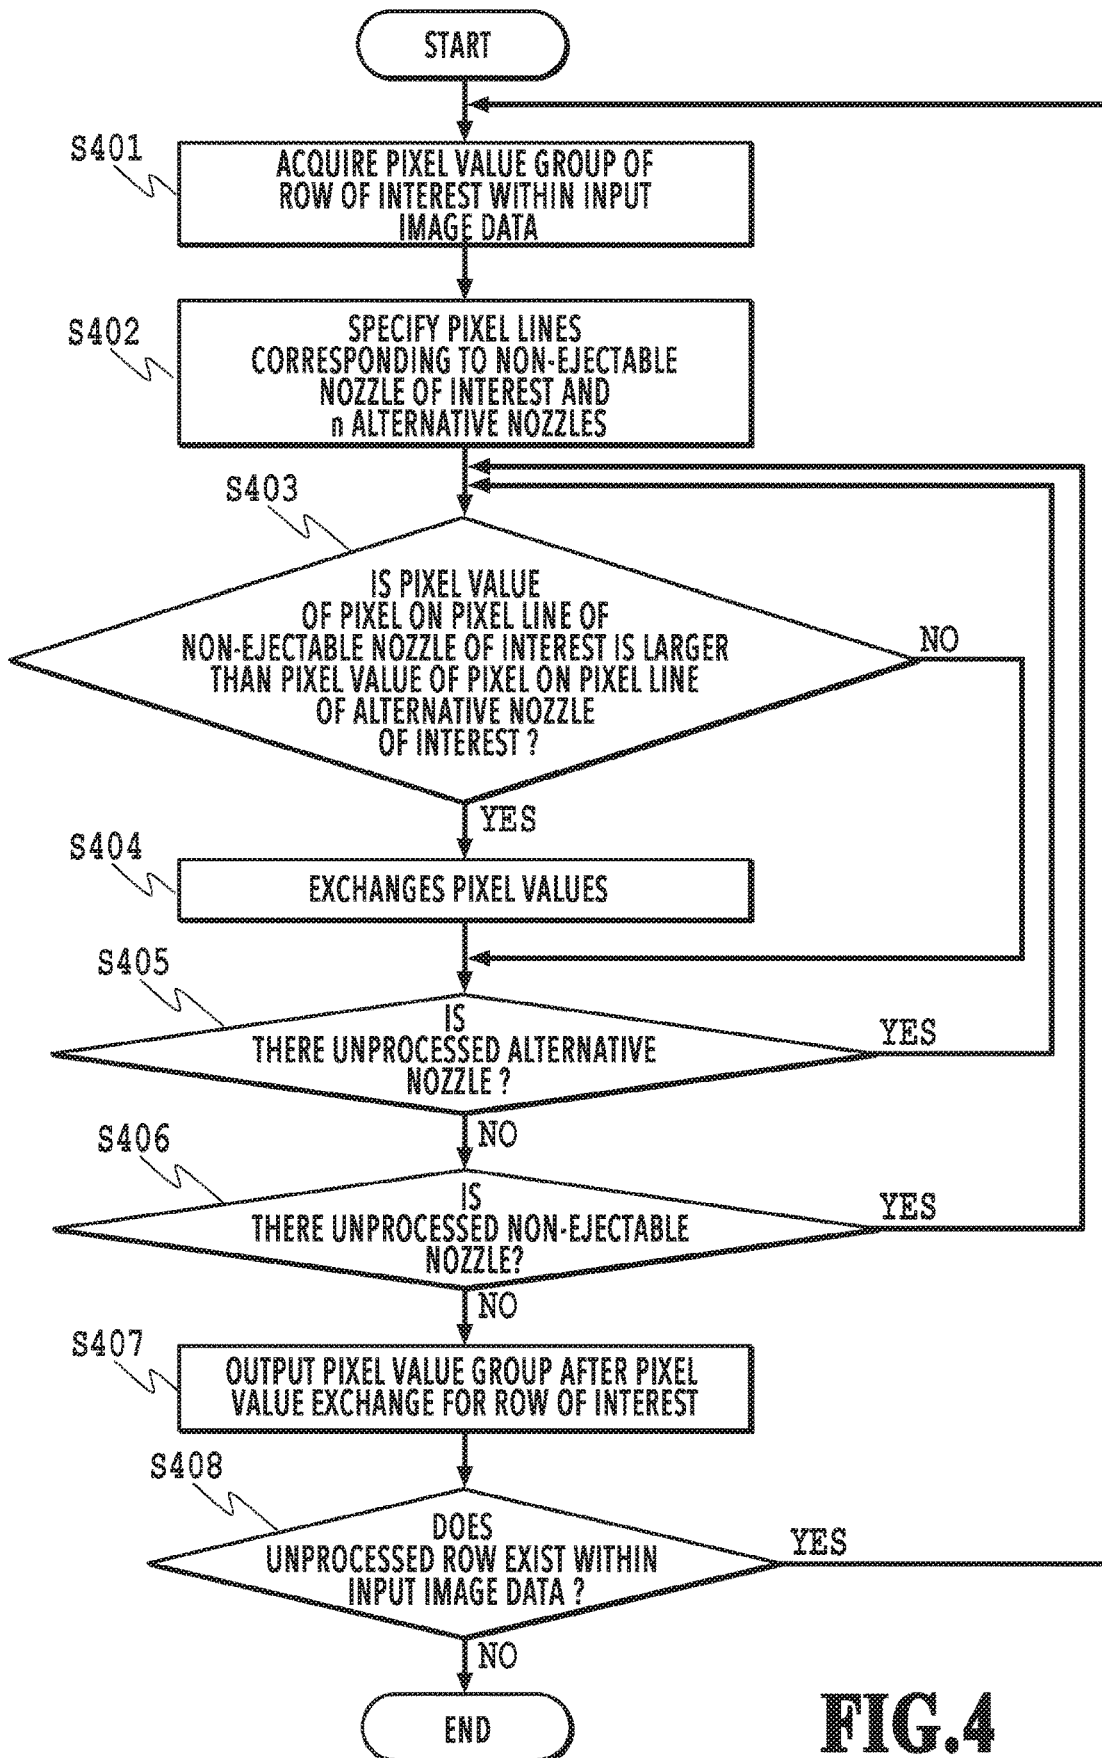 START
S401
ACQUIRE PIXEL VALUE GROUP OF
ROW OF INTEREST WITHIN INPUT
IMAGE DATA
S402
SPECIFY PIXEL LINES
CORRESPONDING TO NON-EJECTABLE
NOZZLE OF INTEREST AND
n ALTERNATIVE NOZZLES
S403
IS PIXEL VALUE
OF PIXEL ON PIXEL LINE OF
NON-EJECTABLE NOZZLE OF INTEREST IS LARGER
THAN PIXEL VALUE OF PIXEL ON PIXEL LINE
OF ALTERNATIVE NOZZLE
OF INTEREST ?
NO
YES
S404
EXCHANGES PIXEL VALUES
S405
IS
THERE UNPROCESSED ALTERNATIVE
NOZZLE ?
YES
NO
S406
IS
THERE UNPROCESSED NON-EJECTABLE
NOZZLE?
YES
NO
S407
OUTPUT PIXEL VALUE GROUP AFTER PIXEL
VALUE EXCHANGE FOR ROW OF INTEREST
S408
DOES
UNPROCESSED ROW EXIST WITHIN
INPUT IMAGE DATA ?
YES
NO
END
FIG.4